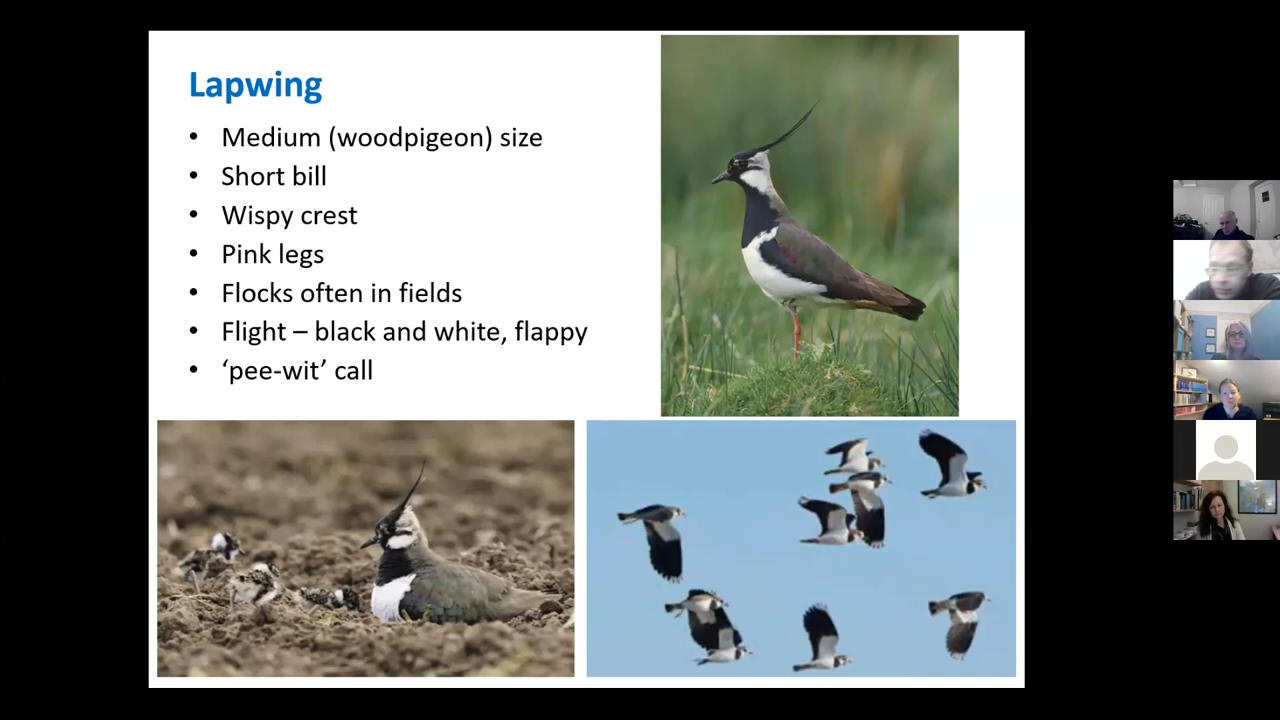 Lapwing
• Medium (woodpigeon) size
• Short bill
• Wispy crest
• Pink legs
• Flocks often in fields
• Flight – black and white, flappy
• ‘pee-wit’ call